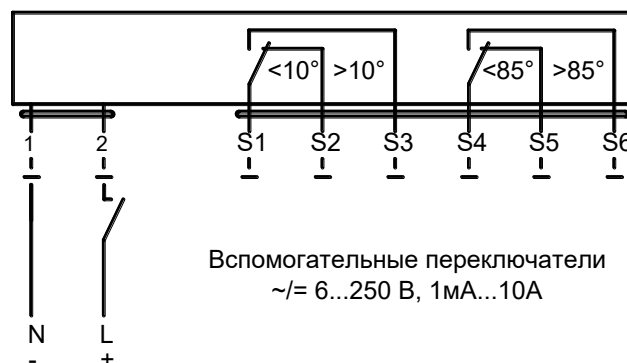 <10° >10° <85° >85°
1 2 S1 S2 S3 S4 S5 S6
Вспомогательные переключатели
~/= 6...250 В, 1мА...10А
N L
- +